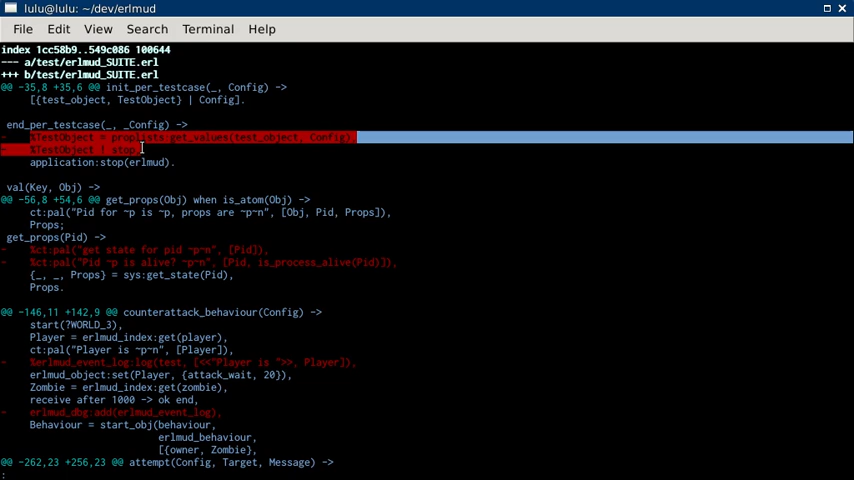 lulu@lulu: ~/dev/erlmud
File Edit View Search Terminal Help
index 1cc58b9..549c086 100644
--- a/test/erlmud_SUITE.erl
+++ b/test/erlmud_SUITE.erl
@@ -35,8 +35,6 @@ init_per_testcase(_, Config) ->
    [{test_object, TestObject} | Config].
end_per_testcase(_, _Config) ->
-    %TestObject = proplists:get_values(test_object, Config),
-    %TestObject ! stop,
    application:stop(erlmud).
val(Key, Obj) ->
@@ -56,8 +54,6 @@ get_props(Obj) when is_atom(Obj) ->
    ct:pal("Pid for ~p is ~p, props are ~p~n", [Obj, Pid, Props]),
    Props;
get_props(Pid) ->
-    %ct:pal("get state for pid ~p~n", [Pid]),
-    %ct:pal("Pid ~p is alive? ~p~n", [Pid, is_process_alive(Pid)]),
    {_, _, Props} = sys:get_state(Pid),
    Props.
@@ -146,11 +142,9 @@ counterattack_behaviour(Config) ->
    start(?WORLD_3),
    Player = erlmud_index:get(player),
    ct:pal("Player is ~p~n", [Player]),
-    %erlmud_event_log:log(test, [<<"Player is ">>, Player]),
    erlmud_object:set(Player, {attack_wait, 20}),
    Zombie = erlmud_index:get(zombie),
    receive after 1000 -> ok end,
-    erlmud_dbg:add(erlmud_event_log),
    Behaviour = start_obj(behaviour,
                          erlmud_behaviour,
                          [{owner, Zombie},
@@ -262,23 +256,23 @@ attempt(Config, Target, Message) ->
: